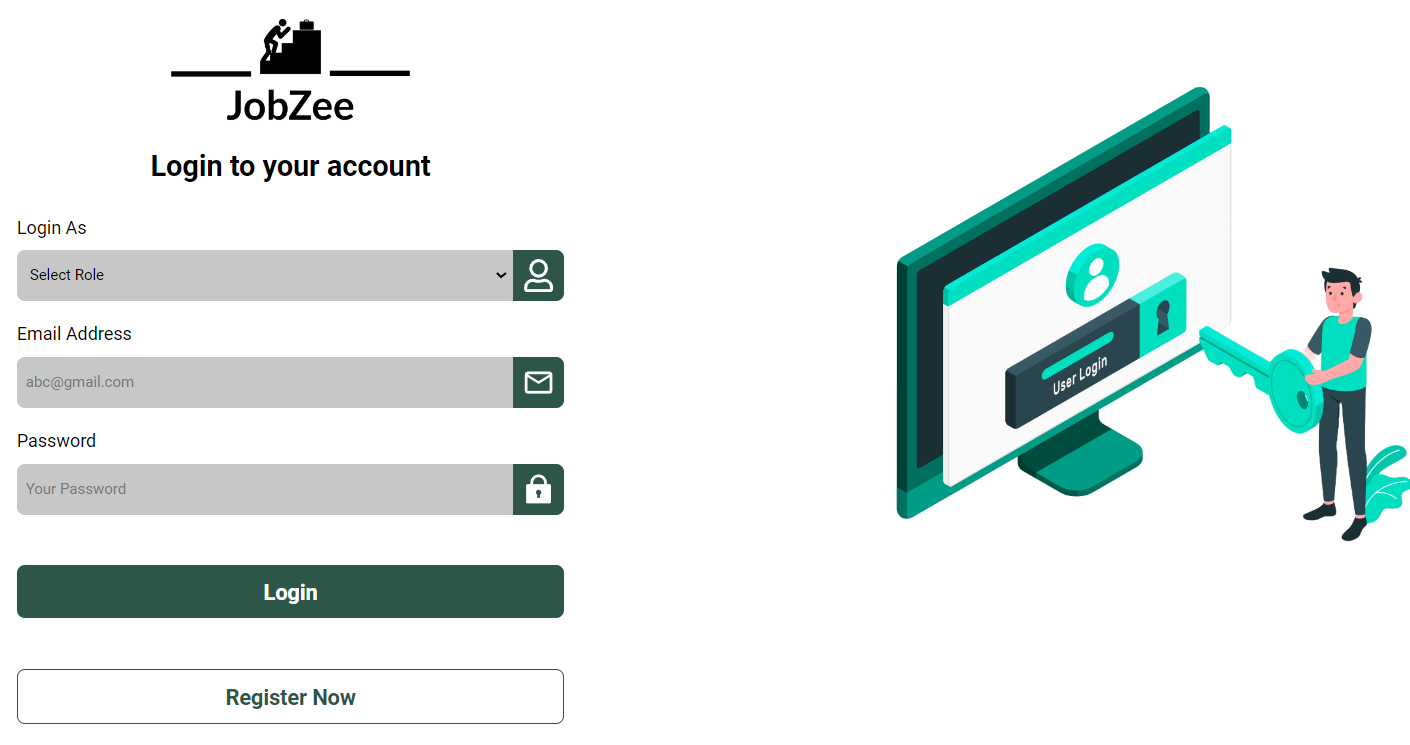 JobZee
Login to your account
Login As
Select Role
Email Address
abc@gmail.com
Password
Your Password
Login
Register Now
User Login